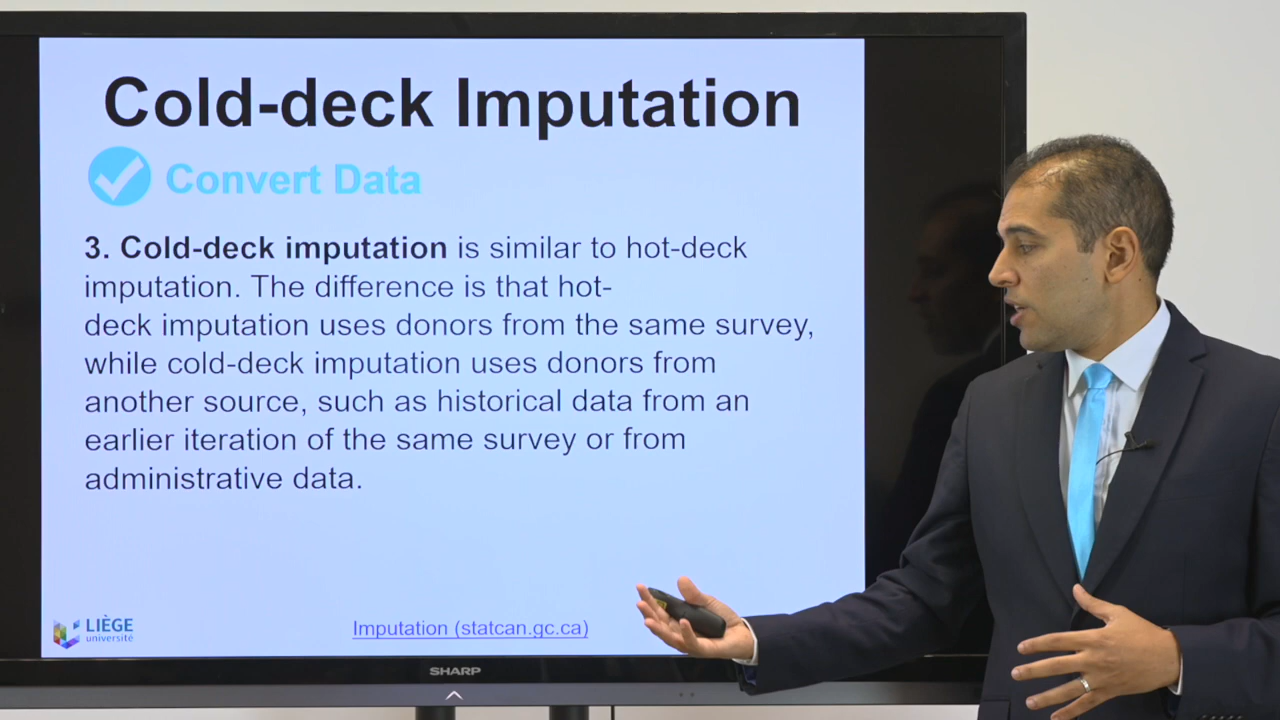 Cold-deck Imputation
Convert Data
3. Cold-deck imputation is similar to hot-deck
imputation. The difference is that hot-
deck imputation uses donors from the same survey,
while cold-deck imputation uses donors from
another source, such as historical data from an
earlier iteration of the same survey or from
administrative data.
LIÈGE
université
Imputation (statcan.gc.ca)
SHARP